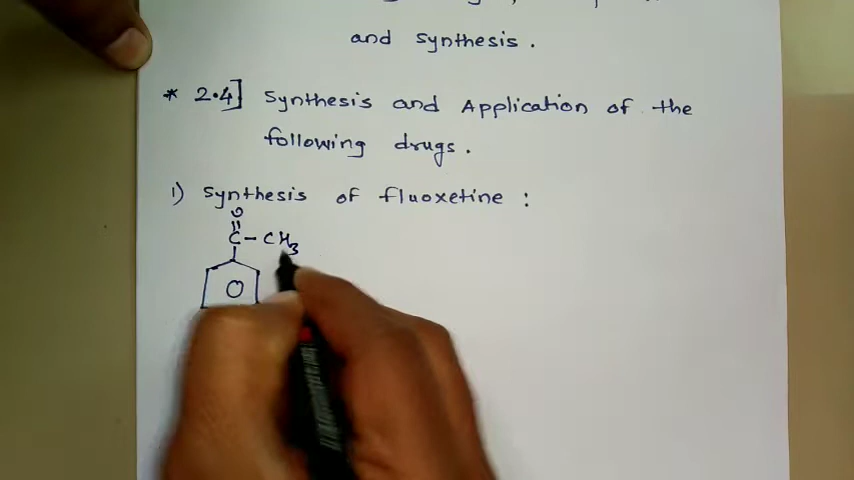 and synthesis .
* 2.4] Synthesis and Application of the
following drugs .
1) Synthesis of fluoxetine :
O
C - CH3